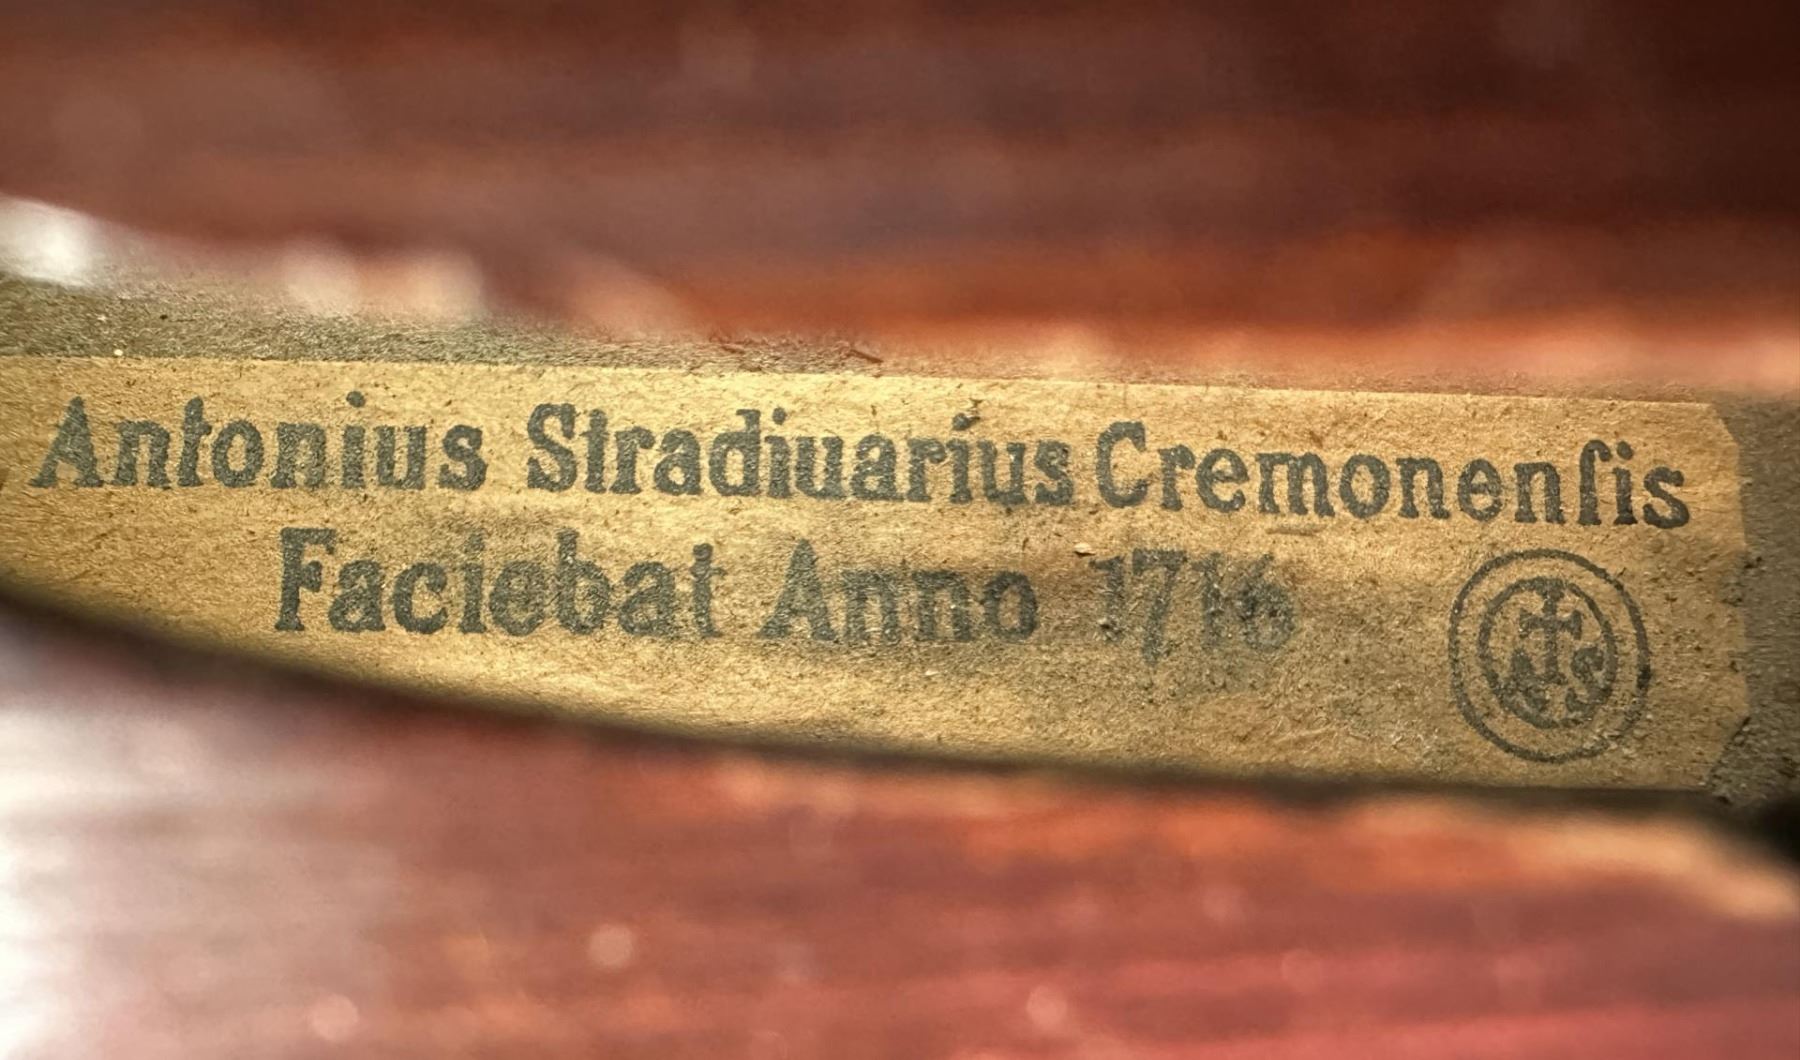 Antonius Stradiuarius Cremonenſis
Faciebat Anno 1716
A S